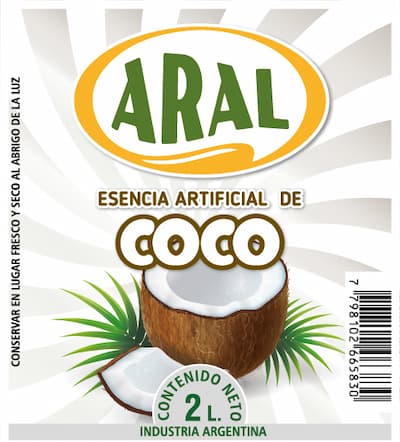 ARAL
ESENCIA ARTIFICIAL DE
COCO
CONSERVAR EN LUGAR FRESCO Y SECO AL ABRIGO DE LA LUZ
7 798102 665830
CONTENIDO NETO
2 L.
INDUSTRIA ARGENTINA